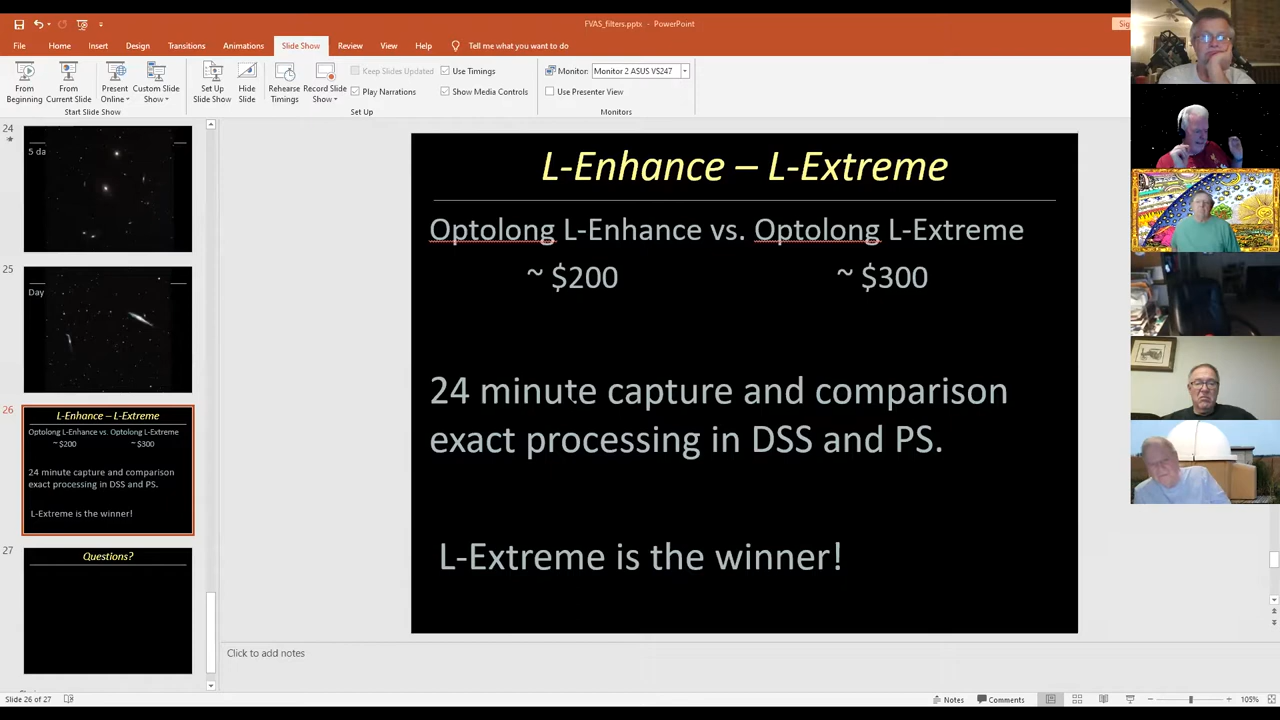 FVAS_filters.pptx - PowerPoint
File Home Insert Design Transitions Animations Slide Show Review View Help Tell me what you want to do
From Beginning
From Current Slide
Present Online
Custom Slide Show
Set Up Slide Show
Hide Slide
Rehearse Timings
Record Slide Show
Keep Slides Updated
Play Narrations
Use Timings
Show Media Controls
Monitor: Monitor 2 ASUS VS247
Use Presenter View
Start Slide Show
Set Up
Monitors
24
5 da
25
Day
26
L-Enhance – L-Extreme
Optolong L-Enhance vs. Optolong L-Extreme
~ $200 ~ $300
24 minute capture and comparison
exact processing in DSS and PS.
L-Extreme is the winner!
27
Questions?
L-Enhance – L-Extreme
Optolong L-Enhance vs. Optolong L-Extreme
~ $200 ~ $300
24 minute capture and comparison
exact processing in DSS and PS.
L-Extreme is the winner!
Click to add notes
Slide 26 of 27
Notes Comments
105%